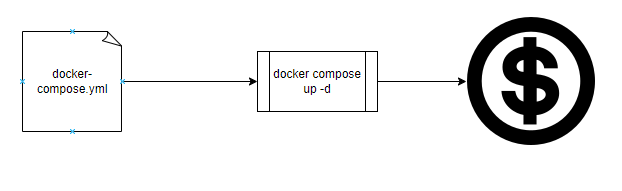 docker-
compose.yml
docker compose
up -d
$